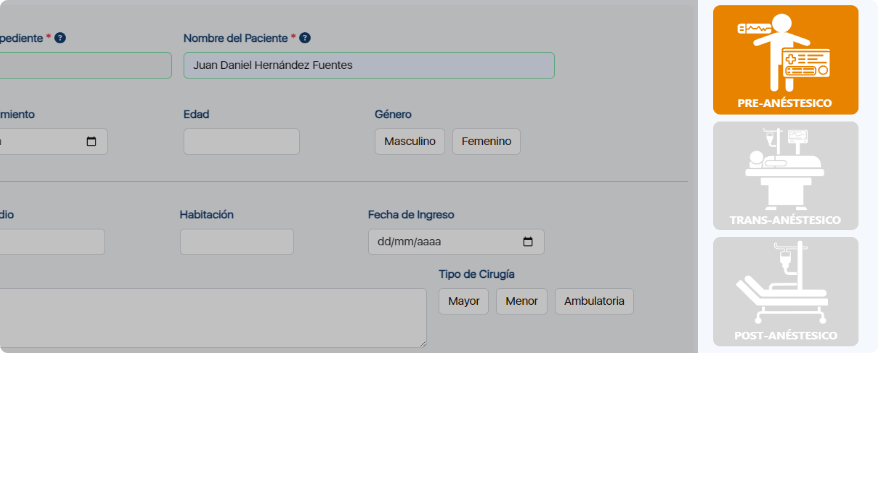 pediente * ?
Nombre del Paciente * ?
Juan Daniel Hernández Fuentes
miento
Edad
Género
Masculino
Femenino
dio
Habitación
Fecha de Ingreso
dd/mm/aaaa
Tipo de Cirugía
Mayor
Menor
Ambulatoria
PRE-ANÉSTESICO
TRANS-ANÉSTESICO
POST-ANÉSTESICO